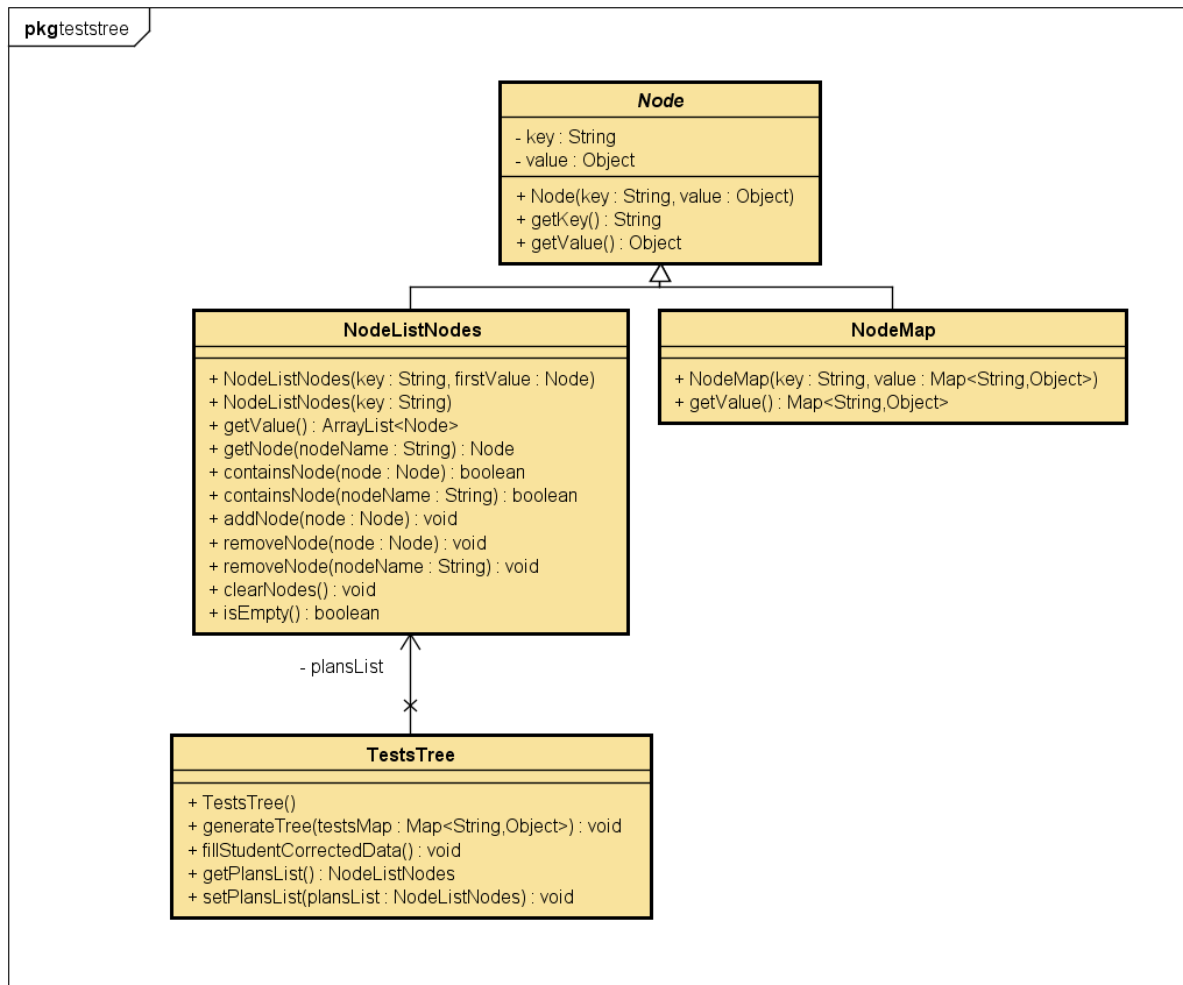 pkg teststree
Node
- key : String
- value : Object
+ Node(key : String, value : Object)
+ getKey() : String
+ getValue() : Object
NodeListNodes
+ NodeListNodes(key : String, firstValue : Node)
+ NodeListNodes(key : String)
+ getValue() : ArrayList<Node>
+ getNode(nodeName : String) : Node
+ containsNode(node : Node) : boolean
+ containsNode(nodeName : String) : boolean
+ addNode(node : Node) : void
+ removeNode(node : Node) : void
+ removeNode(nodeName : String) : void
+ clearNodes() : void
+ isEmpty() : boolean
NodeMap
+ NodeMap(key : String, value : Map<String,Object>)
+ getValue() : Map<String,Object>
- plansList
TestsTree
+ TestsTree()
+ generateTree(testsMap : Map<String,Object>) : void
+ fillStudentCorrectedData() : void
+ getPlansList() : NodeListNodes
+ setPlansList(plansList : NodeListNodes) : void